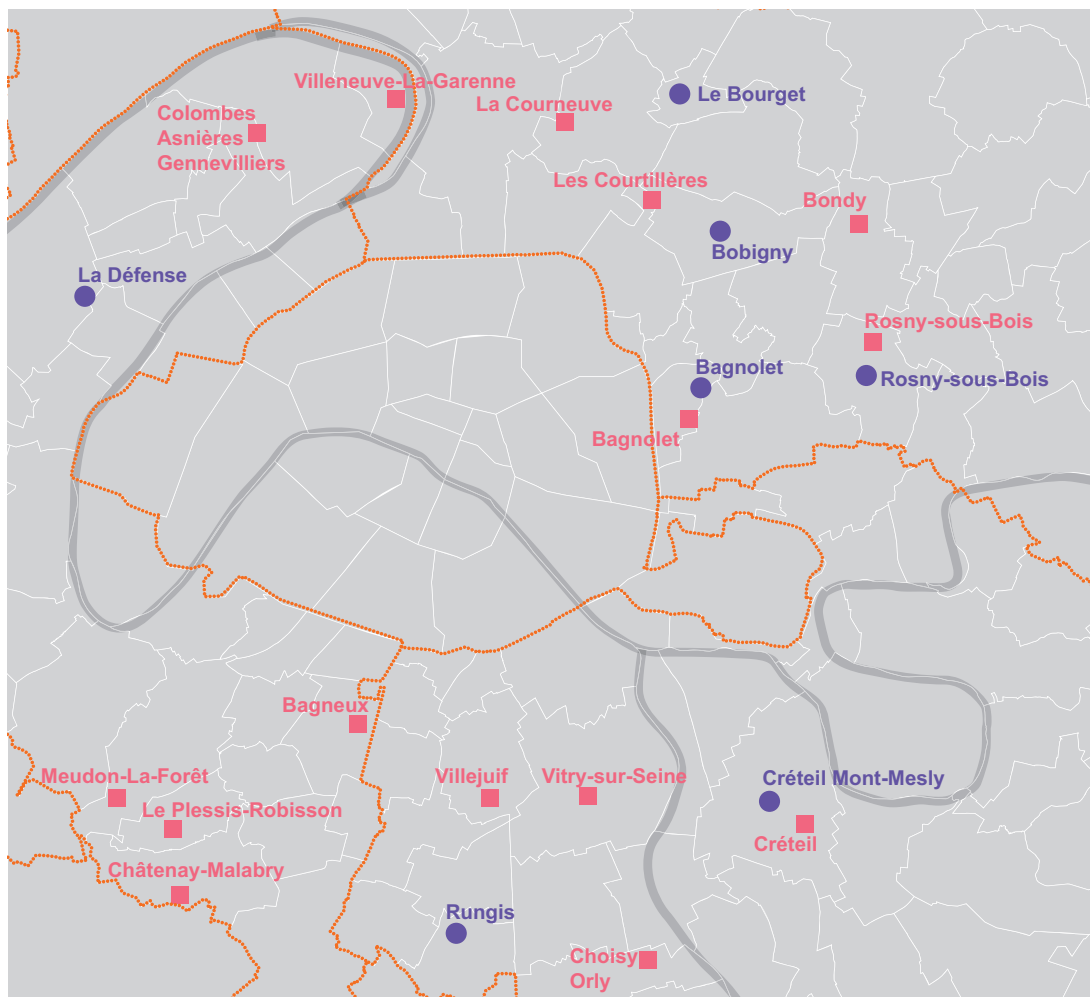 Villeneuve-La-Garenne
Le Bourget
La Courneuve
Colombes
Asnières
Gennevilliers
Les Courtillères
Bondy
Bobigny
La Défense
Rosny-sous-Bois
Bagnolet
Rosny-sous-Bois
Bagnolet
Bagneux
Meudon-La-Forêt
Villejuif
Vitry-sur-Seine
Créteil Mont-Mesly
Le Plessis-Robisson
Créteil
Châtenay-Malabry
Rungis
Choisy
Orly